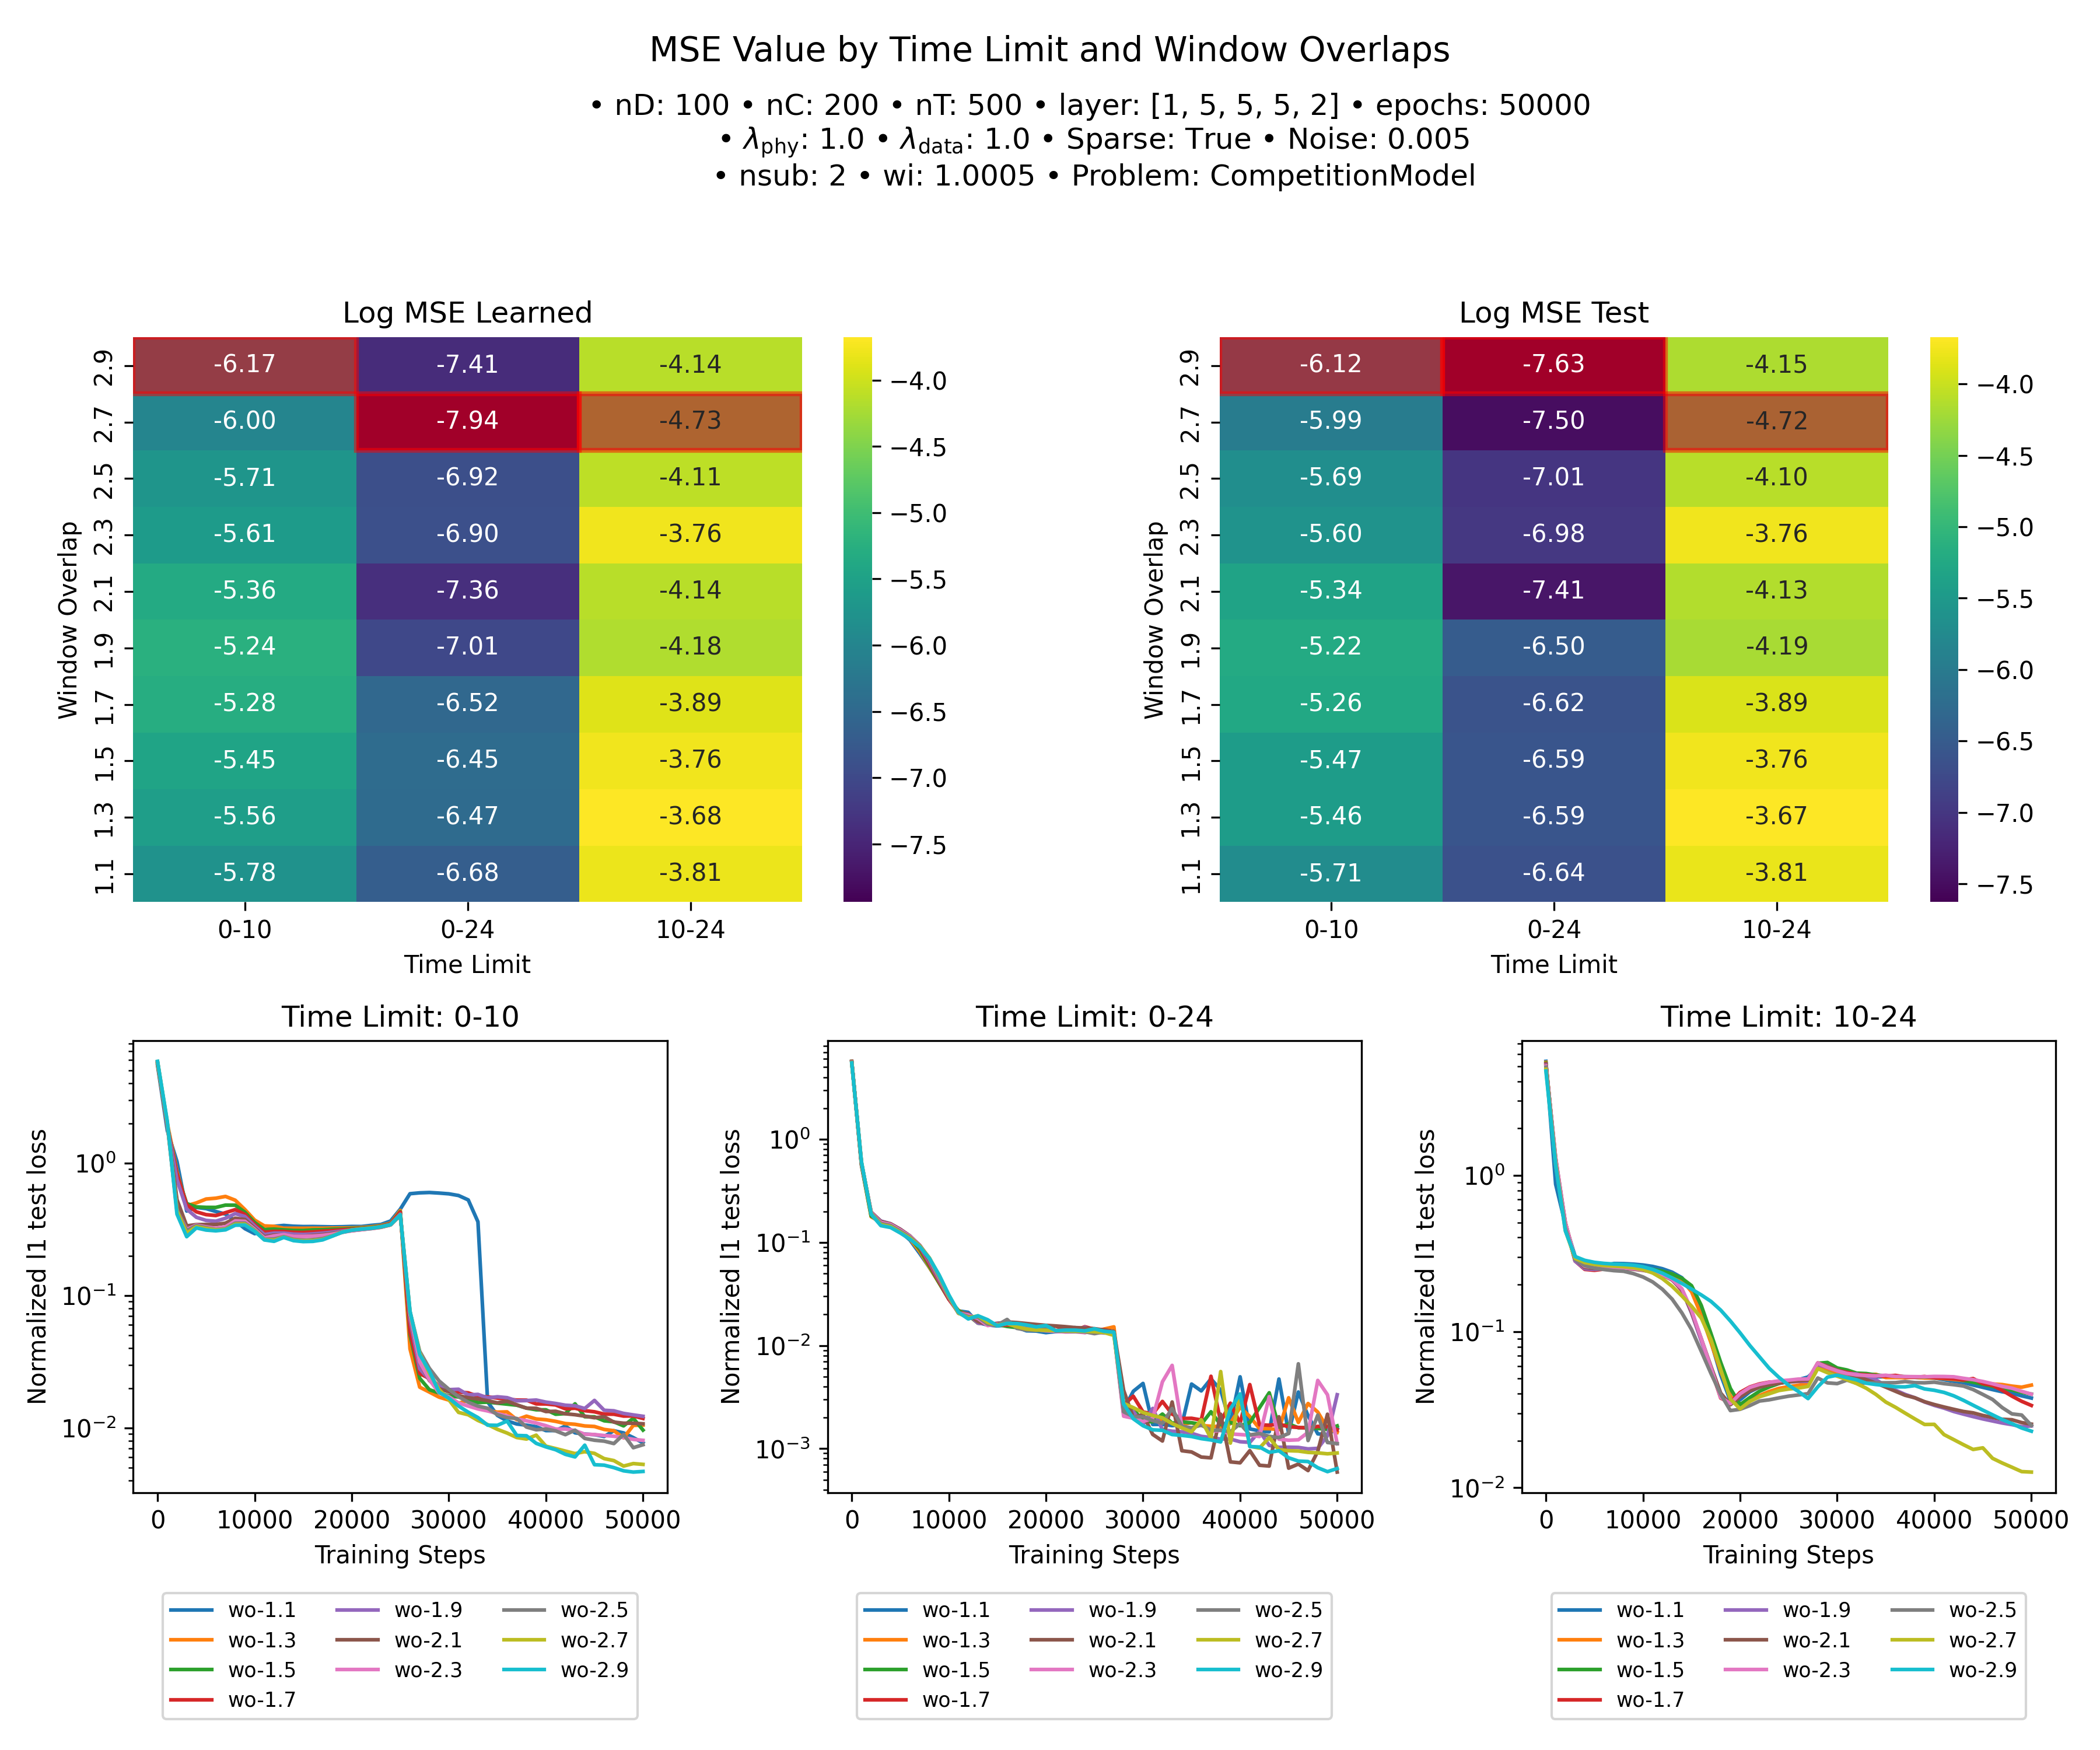 MSE Value by Time Limit and Window Overlaps
• nD: 100 • nC: 200 • nT: 500 • layer: [1, 5, 5, 5, 2] • epochs: 50000
• λphy: 1.0 • λdata: 1.0 • Sparse: True • Noise: 0.005
• nsub: 2 • wi: 1.0005 • Problem: CompetitionModel
Log MSE Learned
Window Overlap
2.9 -6.17 -7.41 -4.14
2.7 -6.00 -7.94 -4.73
2.5 -5.71 -6.92 -4.11
2.3 -5.61 -6.90 -3.76
2.1 -5.36 -7.36 -4.14
1.9 -5.24 -7.01 -4.18
1.7 -5.28 -6.52 -3.89
1.5 -5.45 -6.45 -3.76
1.3 -5.56 -6.47 -3.68
1.1 -5.78 -6.68 -3.81
0-10 0-24 10-24
Time Limit
−4.0
−4.5
−5.0
−5.5
−6.0
−6.5
−7.0
−7.5
Log MSE Test
Window Overlap
2.9 -6.12 -7.63 -4.15
2.7 -5.99 -7.50 -4.72
2.5 -5.69 -7.01 -4.10
2.3 -5.60 -6.98 -3.76
2.1 -5.34 -7.41 -4.13
1.9 -5.22 -6.50 -4.19
1.7 -5.26 -6.62 -3.89
1.5 -5.47 -6.59 -3.76
1.3 -5.46 -6.59 -3.67
1.1 -5.71 -6.64 -3.81
0-10 0-24 10-24
Time Limit
−4.0
−4.5
−5.0
−5.5
−6.0
−6.5
−7.0
−7.5
Time Limit: 0-10
Normalized l1 test loss
10⁰
10⁻¹
10⁻²
0 10000 20000 30000 40000 50000
Training Steps
wo-1.1 wo-1.9 wo-2.5
wo-1.3 wo-2.1 wo-2.7
wo-1.5 wo-2.3 wo-2.9
wo-1.7
Time Limit: 0-24
Normalized l1 test loss
10⁰
10⁻¹
10⁻²
10⁻³
0 10000 20000 30000 40000 50000
Training Steps
wo-1.1 wo-1.9 wo-2.5
wo-1.3 wo-2.1 wo-2.7
wo-1.5 wo-2.3 wo-2.9
wo-1.7
Time Limit: 10-24
Normalized l1 test loss
10⁰
10⁻¹
10⁻²
0 10000 20000 30000 40000 50000
Training Steps
wo-1.1 wo-1.9 wo-2.5
wo-1.3 wo-2.1 wo-2.7
wo-1.5 wo-2.3 wo-2.9
wo-1.7